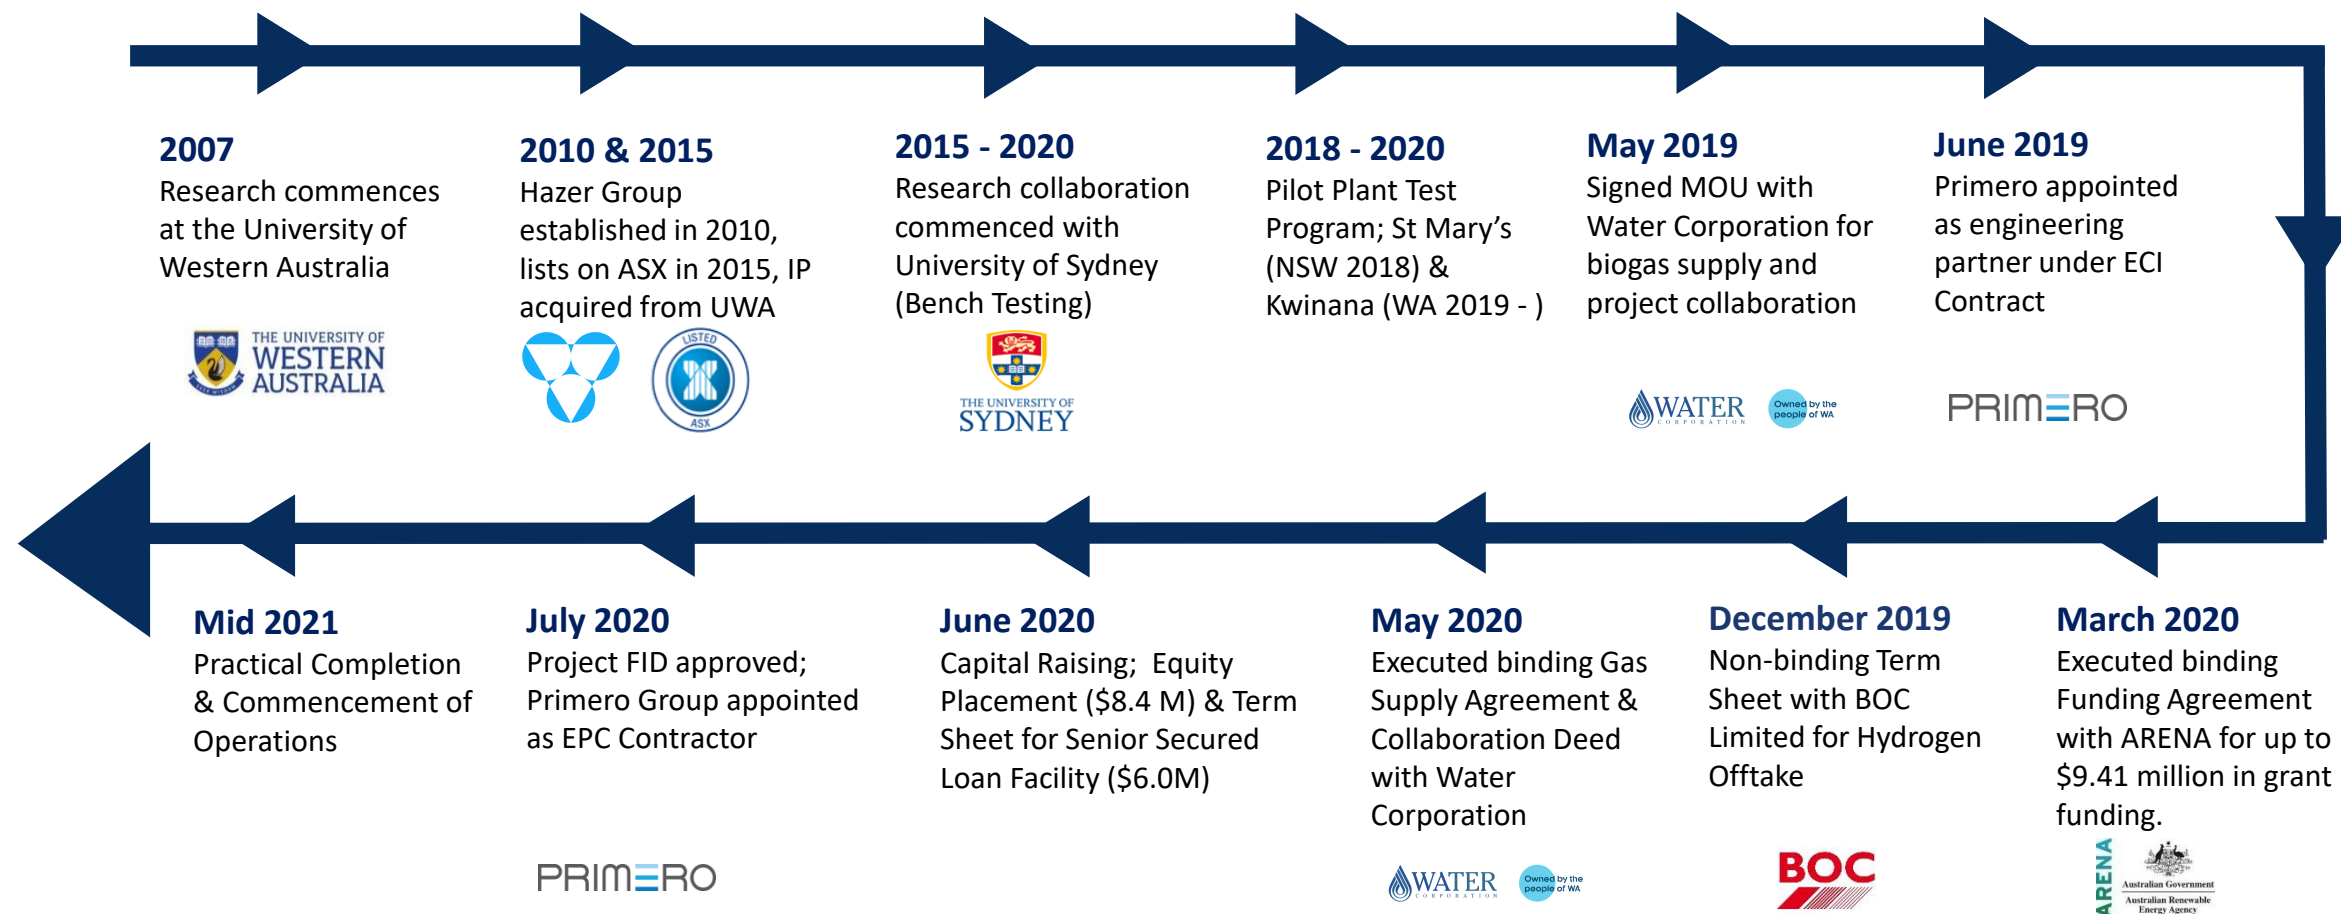 2007
Research commences
at the University of
Western Australia
THE UNIVERSITY OF
WESTERN
AUSTRALIA
2010 & 2015
Hazer Group
established in 2010,
lists on ASX in 2015, IP
acquired from UWA
LISTED
ASX
2015 - 2020
Research collaboration
commenced with
University of Sydney
(Bench Testing)
THE UNIVERSITY OF
SYDNEY
2018 - 2020
Pilot Plant Test
Program; St Mary’s
(NSW 2018) &
Kwinana (WA 2019 - )
May 2019
Signed MOU with
Water Corporation for
biogas supply and
project collaboration
WATER
CORPORATION
Owned by the
people of WA
June 2019
Primero appointed
as engineering
partner under ECI
Contract
PRIMERO
March 2020
Executed binding
Funding Agreement
with ARENA for up to
$9.41 million in grant
funding.
ARENA
Australian Government
Australian Renewable
Energy Agency
December 2019
Non-binding Term
Sheet with BOC
Limited for Hydrogen
Offtake
BOC
May 2020
Executed binding Gas
Supply Agreement &
Collaboration Deed
with Water
Corporation
WATER
CORPORATION
Owned by the
people of WA
June 2020
Capital Raising;  Equity
Placement ($8.4 M) & Term
Sheet for Senior Secured
Loan Facility ($6.0M)
July 2020
Project FID approved;
Primero Group appointed
as EPC Contractor
PRIMERO
Mid 2021
Practical Completion
& Commencement of
Operations